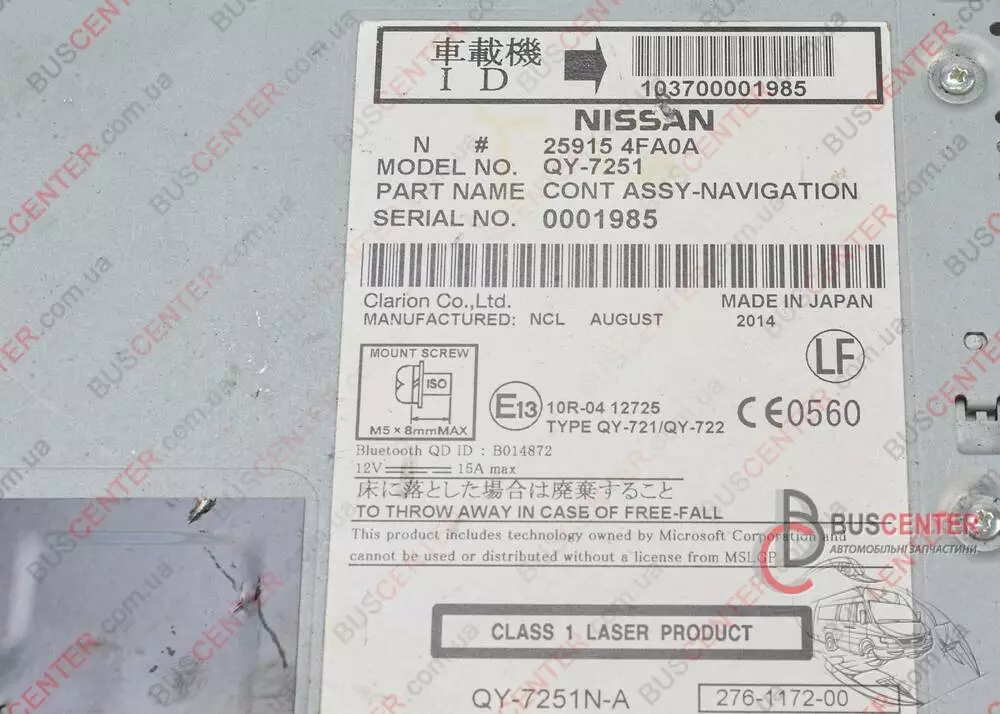 車載機
I D
103700001985
NISSAN
N # 25915 4FA0A
MODEL NO. QY-7251
PART NAME CONT ASSY-NAVIGATION
SERIAL NO. 0001985
Clarion Co.,Ltd. MADE IN JAPAN
MANUFACTURED: NCL AUGUST 2014
MOUNT SCREW
ISO
M5×8mmMAX
LF
E13 10R-04 12725
TYPE QY-721/QY-722
CE0560
Bluetooth QD ID : B014872
12V 15A max
床に落とした場合は廃棄すること
TO THROW AWAY IN CASE OF FREE-FALL
This product includes technology owned by Microsoft Corporation and
cannot be used or distributed without a license from MSLGP.
CLASS 1 LASER PRODUCT
QY-7251N-A 276-1172-00
BUSCENTER
АВТОМОБІЛЬНІ ЗАПЧАСТИНИ
BUSCENTER.com.ua